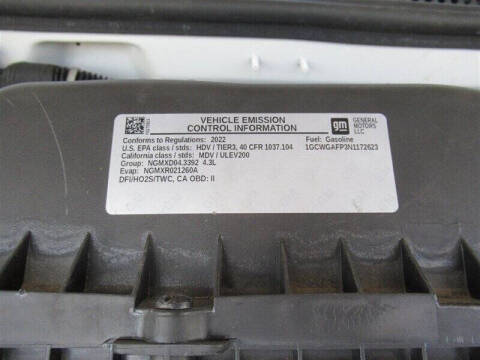 VEHICLE EMISSION
CONTROL INFORMATION
gm
GENERAL
MOTORS
LLC
Conforms to Regulations: 2022
Fuel: Gasoline
U.S. EPA class / stds: HDV / TIER3, 40 CFR 1037.104
1GCWGAFP3N1172623
California class / stds: MDV / ULEV200
Group: NGMXD04.3392 4.3L
Evap: NGMXR021260A
DFI/HO2S/TWC, CA OBD: II